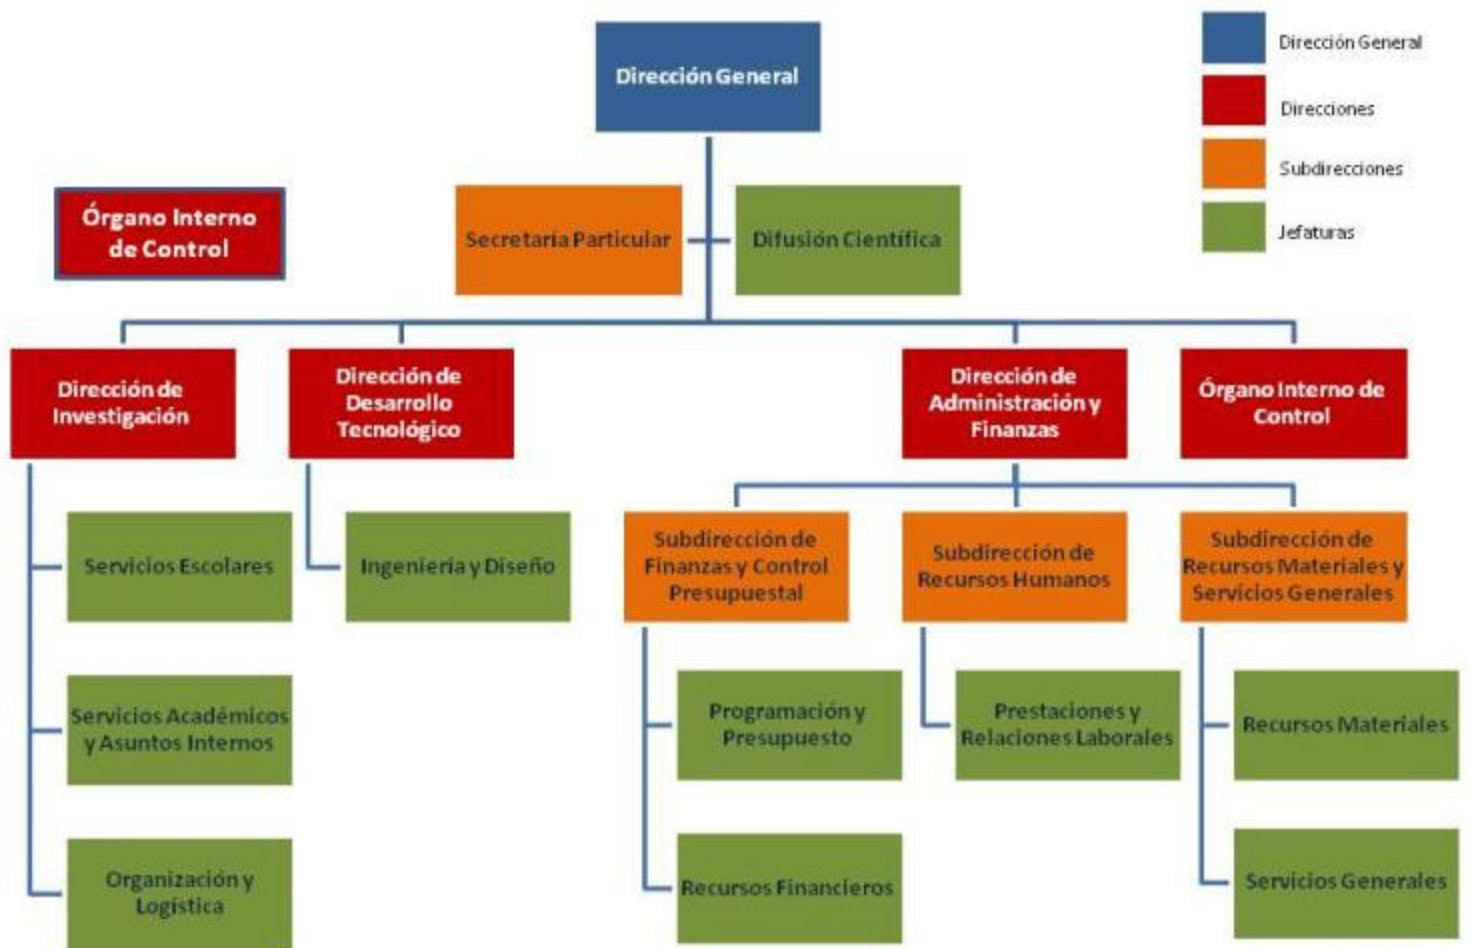 Dirección General
Dirección General
Direcciones
Subdirecciones
Jefaturas
Órgano Interno
de Control
Secretaría Particular
Difusión Científica
Dirección de
Investigación
Dirección de
Desarrollo
Tecnológico
Dirección de
Administración y
Finanzas
Órgano Interno de
Control
Servicios Escolares
Ingeniería y Diseño
Subdirección de
Finanzas y Control
Presupuestal
Subdirección de
Recursos Humanos
Subdirección de
Recursos Materiales y
Servicios Generales
Servicios Académicos
y Asuntos Internos
Programación y
Presupuesto
Prestaciones y
Relaciones Laborales
Recursos Materiales
Organización y
Logística
Recursos Financieros
Servicios Generales